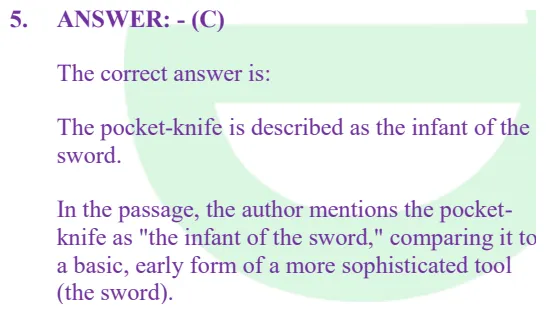 5. ANSWER: - (C)
The correct answer is:
The pocket-knife is described as the infant of the
sword.
In the passage, the author mentions the pocket-
knife as "the infant of the sword," comparing it to
a basic, early form of a more sophisticated tool
(the sword).